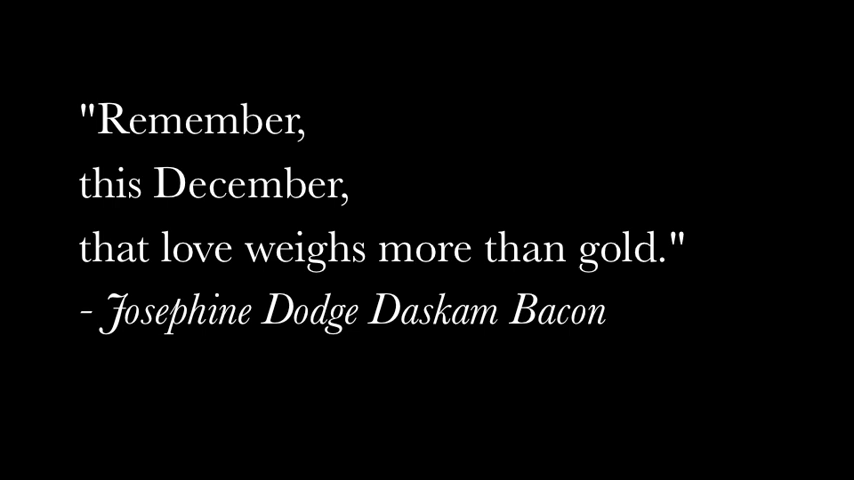 "Remember,
this December,
that love weighs more than gold."
- Josephine Dodge Daskam Bacon